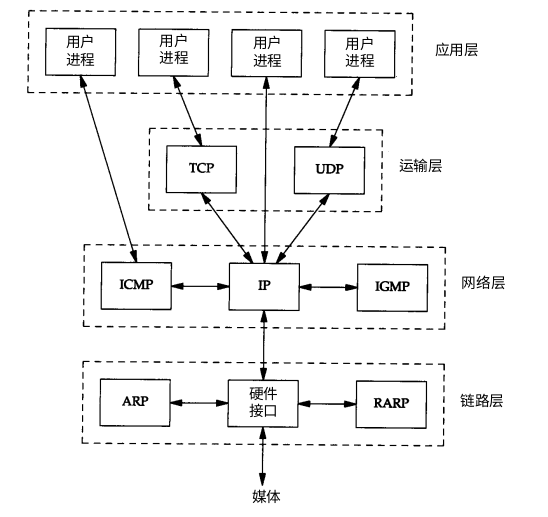 用户
进程
用户
进程
用户
进程
用户
进程
应用层
TCP
UDP
运输层
ICMP
IP
IGMP
网络层
ARP
硬件
接口
RARP
链路层
媒体